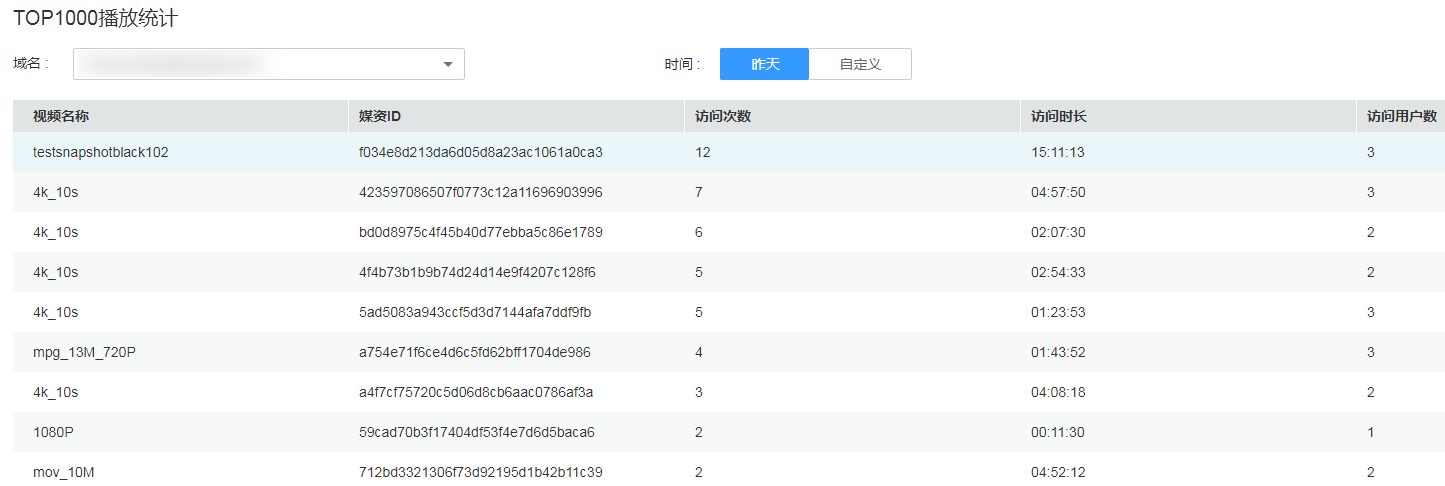 TOP1000播放统计
域名： 时间： 昨天 自定义
视频名称 媒资ID 访问次数 访问时长 访问用户数
testsnapshotblack102 f034e8d213da6d05d8a23ac1061a0ca3 12 15:11:13 3
4k_10s 423597086507f0773c12a11696903996 7 04:57:50 3
4k_10s bd0d8975c4f45b40d77ebba5c86e1789 6 02:07:30 2
4k_10s 4f4b73b1b9b74d24d14e9f4207c128f6 5 02:54:33 2
4k_10s 5ad5083a943ccf5d3d7144afa7ddf9fb 5 01:23:53 3
mpg_13M_720P a754e71f6ce4d6c5fd62bff1704de986 4 01:43:52 3
4k_10s a4f7cf75720c5d06d8cb6aac0786af3a 3 04:08:18 2
1080P 59cad70b3f17404df53f4e7d6d5baca6 2 00:11:30 1
mov_10M 712bd3321306f73d92195d1b42b11c39 2 04:52:12 2